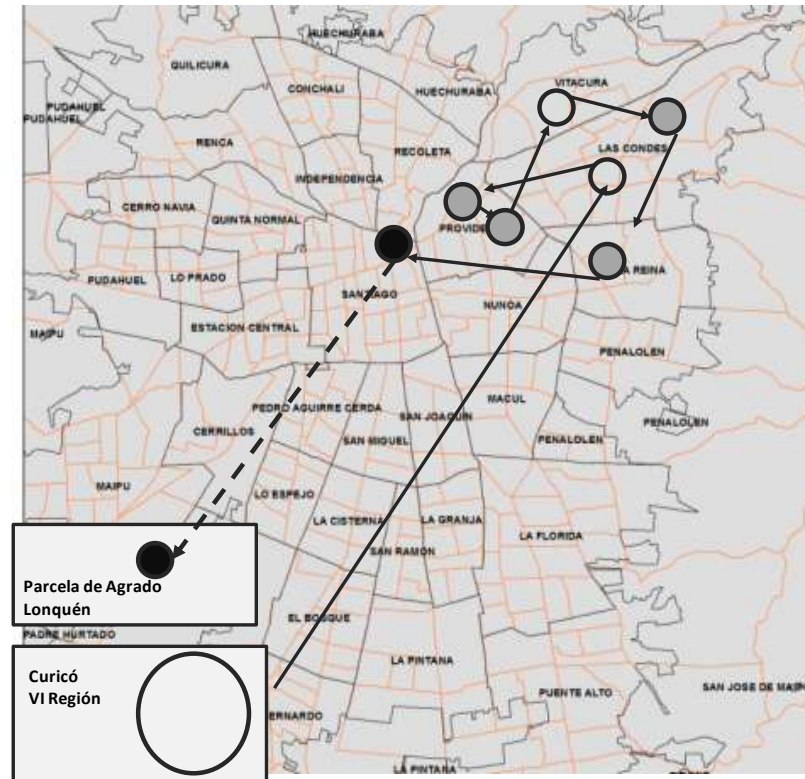 HUECHURABA
QUILICURA
VITACURA
CONCHALI
HUECHURABA
PUDAHUEL
PUDAHUEL
RENCA
RECOLETA
LAS CONDES
INDEPENDENCIA
CERRO NAVIA
QUINTA NORMAL
PROVIDE
PUDAHUEL
LO PRADO
A REINA
SANTIAGO
NUNOA
ESTACION CENTRAL
MAIPU
PENALOLEN
PEDRO AGUIRRE CERDA
SAN JOAQUIN
MACUL
CERRILLOS
SAN MIGUEL
PENALOLEN
PENALOLEN
MAIPU
LO ESPEJO
LA CISTERNA
LA GRANJA
LA FLORIDA
SAN RAMON
Parcela de Agrado
Lonquén
EL BOSQUE
PADRE HURTADO
LA PINTANA
Curicó
VI Región
PUENTE ALTO
SAN JOSE DE MAIPO
ERNARDO
LA PINTANA